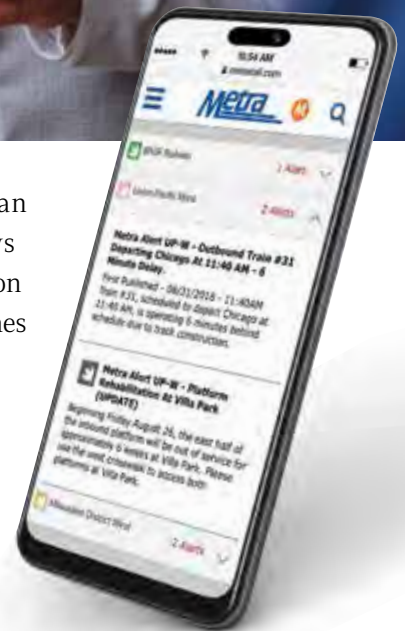 an
ys
on
nes
10:54 AM
metrarail.com
Metra
BNSF Railway
1 Alert
Union Pacific West
2 Alerts
Metra Alert UP-W - Outbound Train #31
Departing Chicago At 11:40 AM - 6
Minute Delay.
First Published - 08/31/2018 - 11:40AM
Train #31, scheduled to depart Chicago at
11:40 AM, is operating 6 minutes behind
schedule due to track construction.
Metra Alert UP-W - Platform
Rehabilitation At Villa Park
(UPDATE)
Beginning Friday August 26, the east half of
the inbound platform will be out of service for
approximately 6 weeks at Villa Park. Please
use the west crosswalk to access both
platforms at Villa Park.
Milwaukee District West
2 Alerts